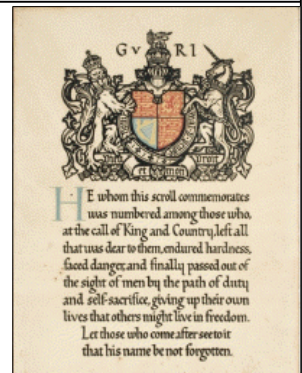 G V R I
Dieu et mon Droit
HE whom this scroll commemorates
was numbered among those who,
at the call of King and Country, left all
that was dear to them, endured hardness,
faced danger, and finally passed out of
the sight of men by the path of duty
and self-sacrifice, giving up their own
lives that others might live in freedom.
Let those who come after see to it
that his name be not forgotten.